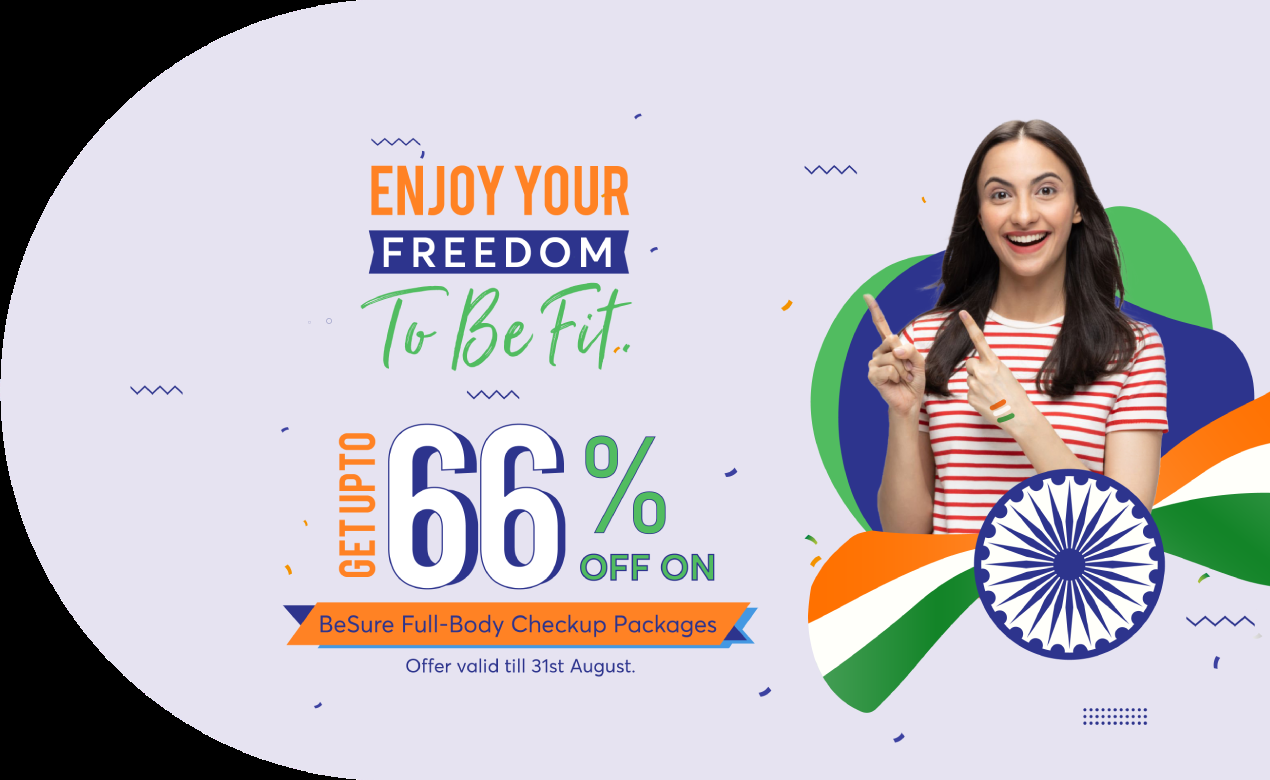 ENJOY YOUR
FREEDOM
To Be Fit.
GET UPTO
66%
OFF ON
BeSure Full-Body Checkup Packages
Offer valid till 31st August.